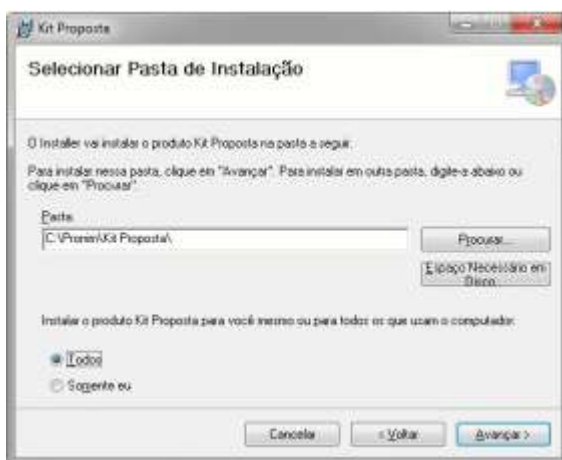 Kit Proposta
Selecionar Pasta de Instalação
O Installer vai instalar o produto Kit Proposta na pasta a seguir.
Para instalar nessa pasta, clique em "Avançar". Para instalar em outra pasta, digite-a abaixo ou
clique em "Procurar".
Pasta:
C:\Pronim\Kit Proposta\
Procurar...
Espaço Necessário em
Disco...
Instalar o produto Kit Proposta para você mesmo ou para todos os que usam o computador:
Todos
Somente eu
Cancelar
< Voltar
Avançar >